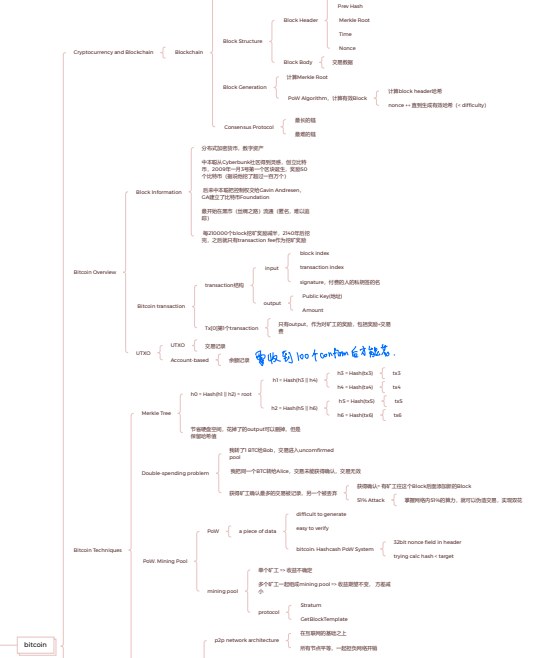 Prev Hash
Block Header
Merkle Root
Time
Nonce
Block Structure
Cryptocurrency and Blockchain
Blockchain
Block Body
交易数据
计算Merkle Root
Block Generation
PoW Algorithm, 计算有效Block
计算block header哈希
nonce ++ 直到生成有效哈希 (< difficulty)
Consensus Protocol
最长的链
最难的链
分布式加密货币，数字资产
中本聪从Cyberbunk社区得到灵感，创立比特
币，2009年一月3号第一个区块诞生，奖励50
个比特币（据说他挖了超过一百万个）
Block Information
后来中本聪把控制权交给Gavin Andresen,
GA建立了比特币Foundation
最开始在黑市（丝绸之路）流通（匿名，难以追
踪）
每210000个block挖矿奖励减半，2140年后挖
完，之后就只有transaction fee作为挖矿奖励
Bitcoin Overview
block index
input
transaction index
signature，付费的人的私钥签的名
transaction结构
Public Key(地址)
output
Amount
Bitcoin transaction
Tx[0]第1个transaction
只有output，作为对矿工的奖励，包括奖励+交易
费
UTXO
UTXO
交易记录
Account-based
余额记录
需收到100个confirm后才能花.
h3 = Hash(tx3)
tx3
h1 = Hash(h3 || h4)
h4 = Hash(tx4)
tx4
h0 = Hash(h1 || h2) = root
h5 = Hash(tx5)
tx5
h2 = Hash(h5 || h6)
h6 = Hash(tx6)
tx6
Merkle Tree
节省硬盘空间，花掉了的output可以删掉，但是
保留哈希值
我转了1 BTC给Bob，交易进入unconfirmed
pool
Double-spending problem
我把同一个BTC转给Alice，交易未能获得确认，交易无效
获得矿工确认最多的交易被记录，另一个被丢弃
获得确认= 有矿工在这个Block后面添加新的Block
51% Attack
掌握网络内51%的算力，就可以伪造交易，实现双花
Bitcoin Techniques
difficult to generate
PoW
a piece of data
easy to verify
bitcoin: Hashcash PoW System
32bit nonce field in header
trying calc hash < target
PoW: Mining Pool
单个矿工 => 收益不确定
多个矿工一起组成mining pool => 收益期望不变，方差减
小
mining pool
protocol
Stratum
GetBlockTemplate
bitcoin
p2p network architecture
在互联网的基础之上
所有节点平等，一起担负网络开销